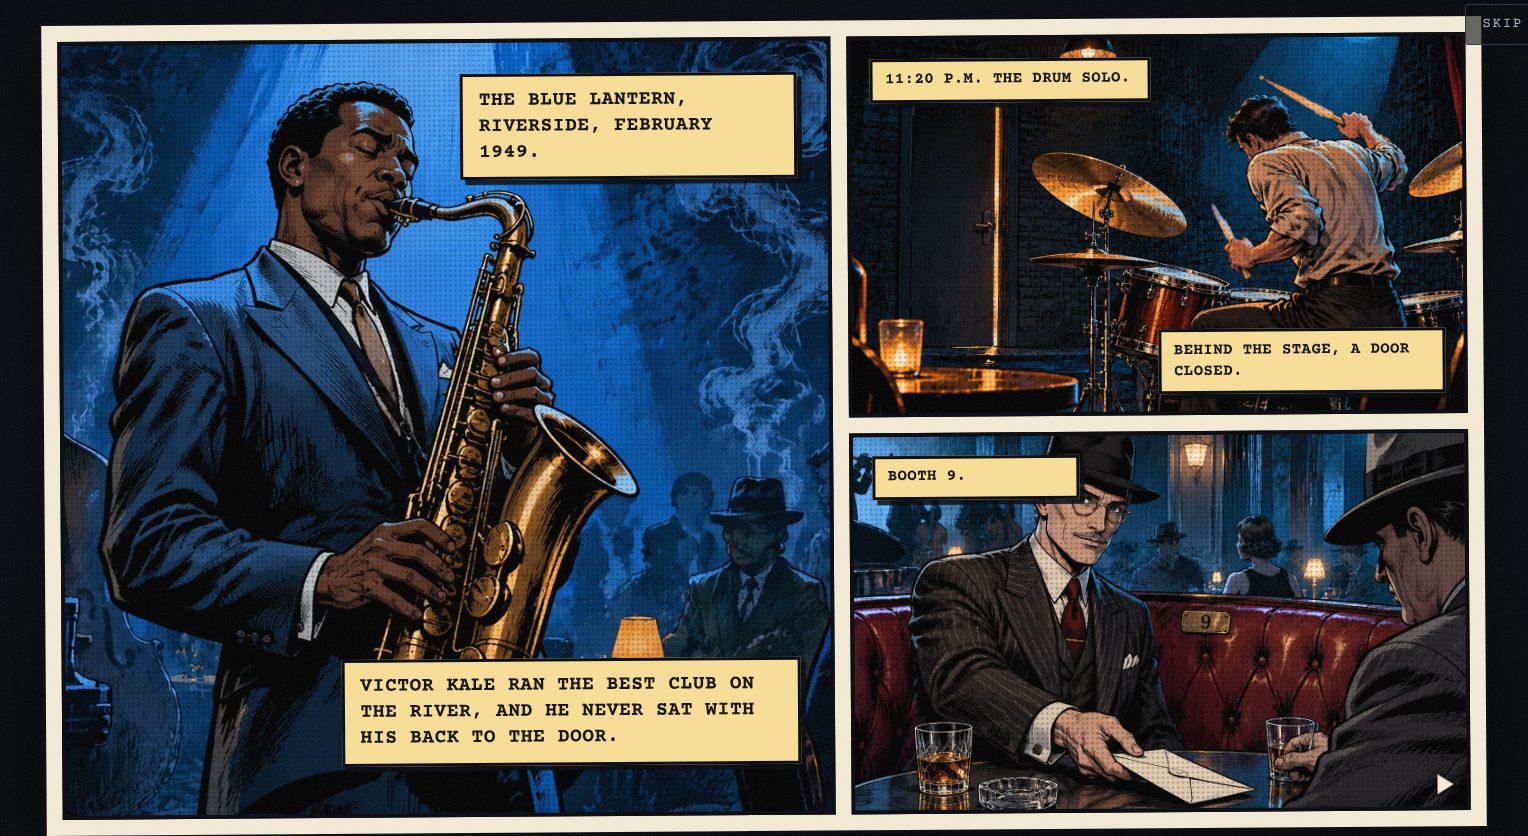 SKIP
THE BLUE LANTERN,
RIVERSIDE, FEBRUARY
1949.
VICTOR KALE RAN THE BEST CLUB ON
THE RIVER, AND HE NEVER SAT WITH
HIS BACK TO THE DOOR.
11:20 P.M. THE DRUM SOLO.
BEHIND THE STAGE, A DOOR
CLOSED.
BOOTH 9.
9